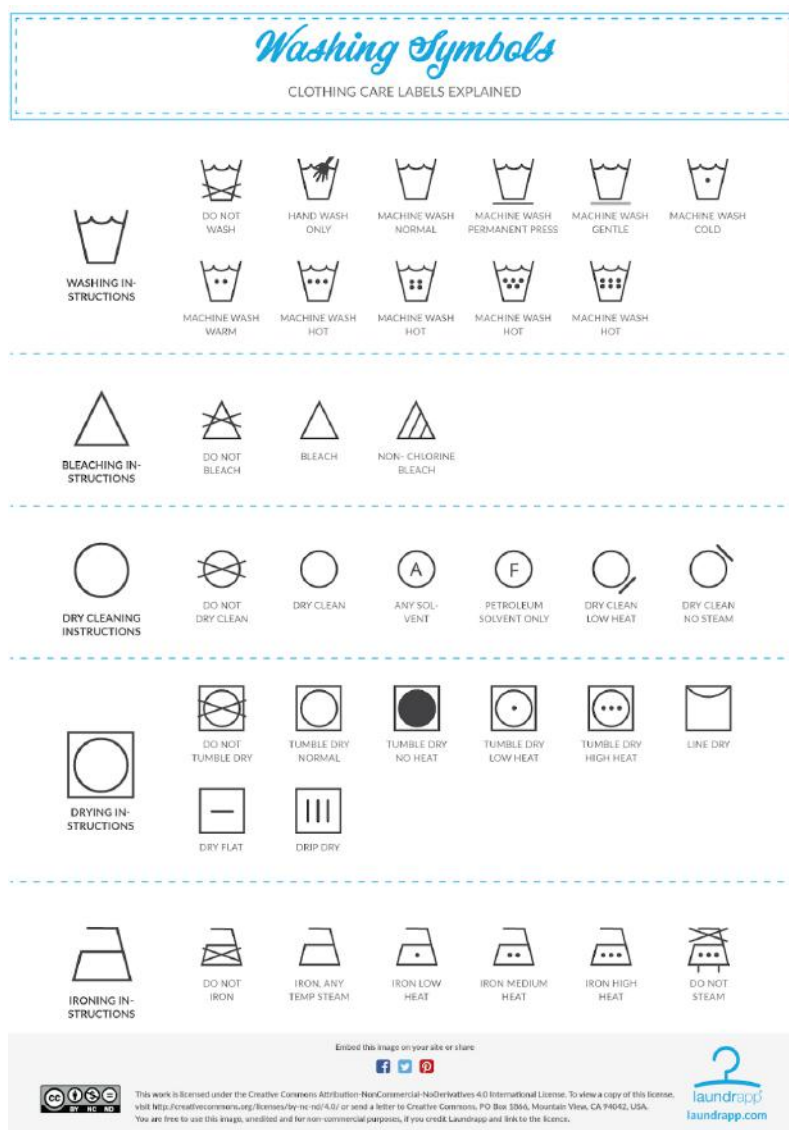 Washing Symbols
CLOTHING CARE LABELS EXPLAINED
WASHING IN-
STRUCTIONS
DO NOT
WASH
HAND WASH
ONLY
MACHINE WASH
NORMAL
MACHINE WASH
PERMANENT PRESS
MACHINE WASH
GENTLE
MACHINE WASH
COLD
MACHINE WASH
WARM
MACHINE WASH
HOT
MACHINE WASH
HOT
MACHINE WASH
HOT
MACHINE WASH
HOT
BLEACHING IN-
STRUCTIONS
DO NOT
BLEACH
BLEACH
NON- CHLORINE
BLEACH
DRY CLEANING
INSTRUCTIONS
DO NOT
DRY CLEAN
DRY CLEAN
A
ANY SOL-
VENT
F
PETROLEUM
SOLVENT ONLY
DRY CLEAN
LOW HEAT
DRY CLEAN
NO STEAM
DRYING IN-
STRUCTIONS
DO NOT
TUMBLE DRY
TUMBLE DRY
NORMAL
TUMBLE DRY
NO HEAT
TUMBLE DRY
LOW HEAT
TUMBLE DRY
HIGH HEAT
LINE DRY
DRY FLAT
DRIP DRY
IRONING IN-
STRUCTIONS
DO NOT
IRON
IRON, ANY
TEMP STEAM
IRON LOW
HEAT
IRON MEDIUM
HEAT
IRON HIGH
HEAT
DO NOT
STEAM
Embed this image on your site or share
cc
BY NC ND
This work is licensed under the Creative Commons Attribution-NonCommercial-NoDerivatives 4.0 International License. To view a copy of this license,
visit http://creativecommons.org/licenses/by-nc-nd/4.0/ or send a letter to Creative Commons, PO Box 1866, Mountain View, CA 94042, USA.
You are free to use this image, unedited and for non-commercial purposes, if you credit Laundrapp and link to the licence.
laundrapp
laundrapp.com